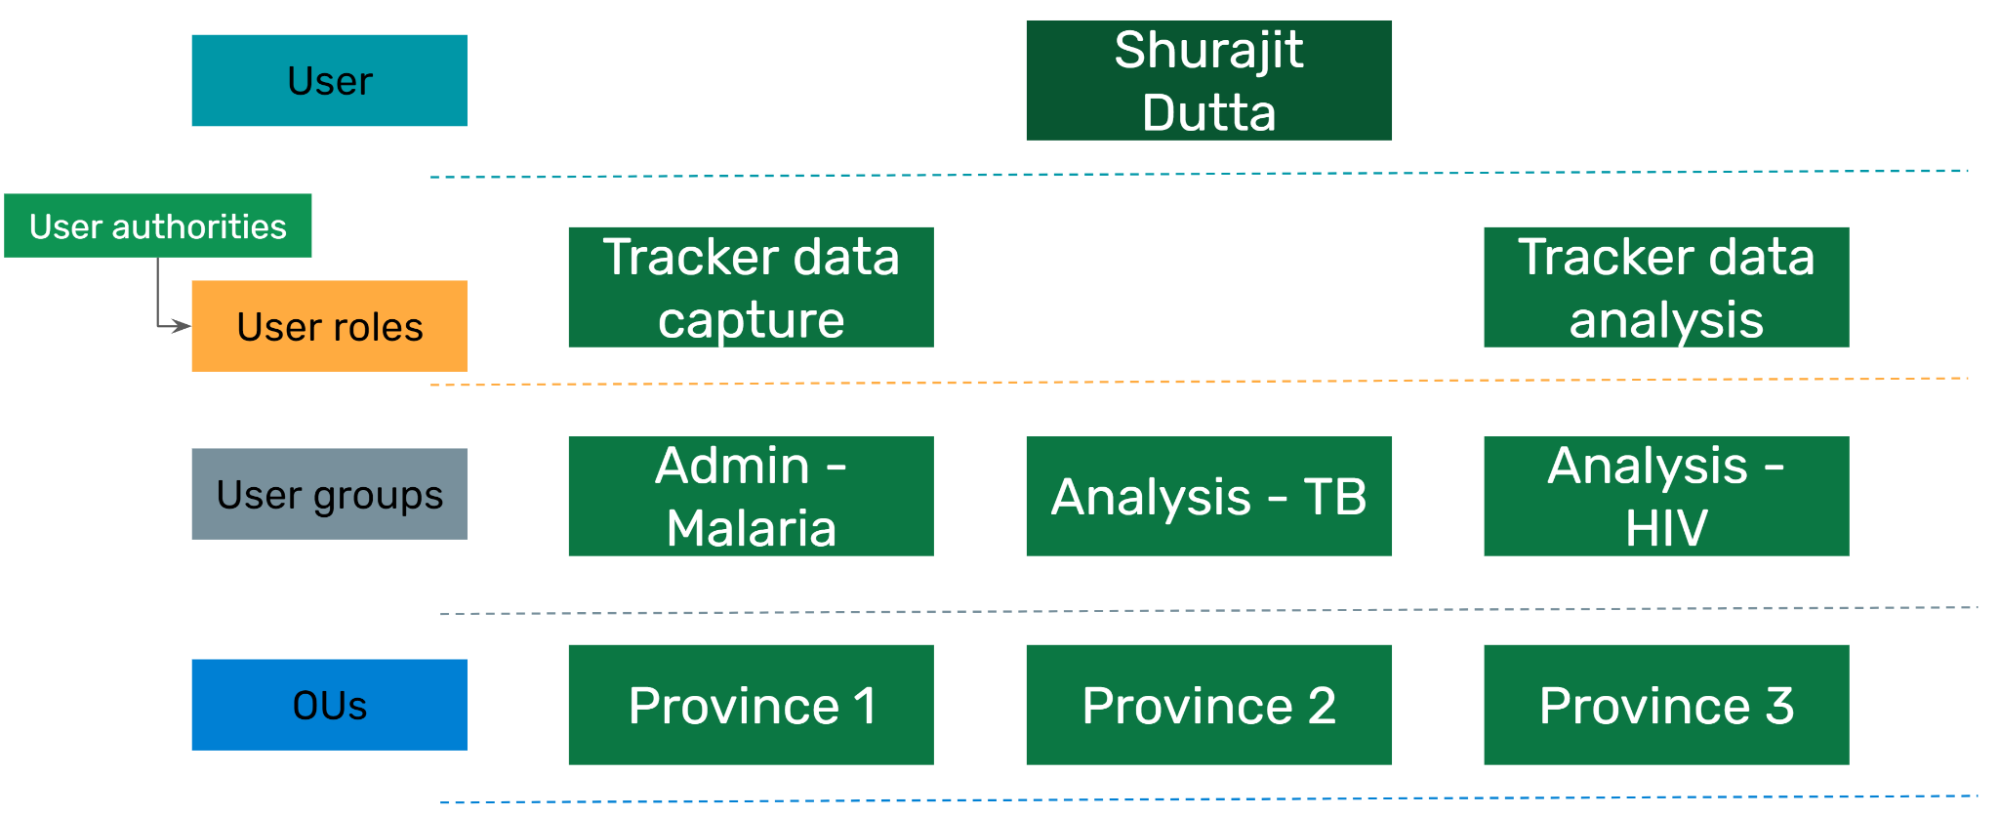 User
Shurajit
Dutta
User authorities
User roles
Tracker data
capture
Tracker data
analysis
User groups
Admin -
Malaria
Analysis - TB
Analysis -
HIV
OUs
Province 1
Province 2
Province 3